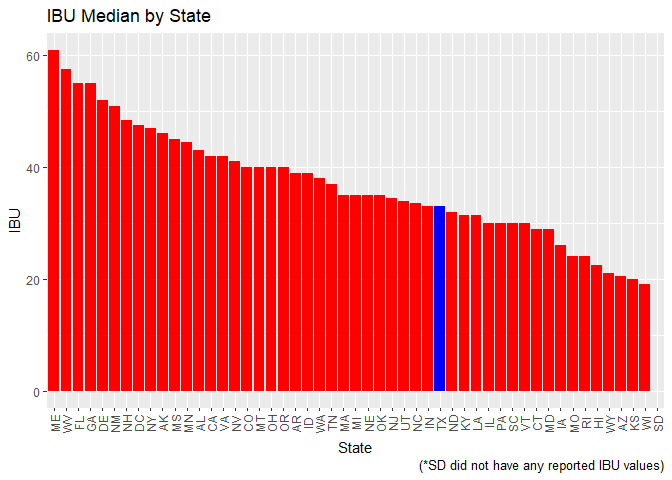 IBU Median by State
60
40
20
0
IBU
ME WV FL GA DE NM NH DC NY AK MS MN AL CA VA NV CO MT OH OR AR ID WA TN MA MI NE OK NJ UT NC IN TX ND KY LA IL PA SC VT CT MD IA MO RI HI WY AZ KS WI SD
State
(*SD did not have any reported IBU values)